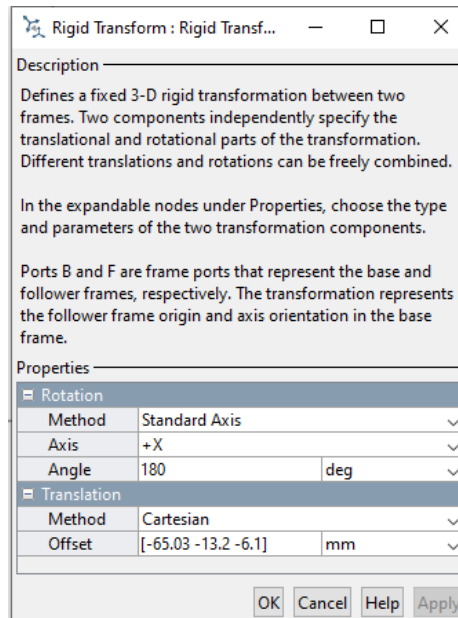 Rigid Transform : Rigid Transf...
Description
Defines a fixed 3-D rigid transformation between two
frames. Two components independently specify the
translational and rotational parts of the transformation.
Different translations and rotations can be freely combined.
In the expandable nodes under Properties, choose the type
and parameters of the two transformation components.
Ports B and F are frame ports that represent the base and
follower frames, respectively. The transformation represents
the follower frame origin and axis orientation in the base
frame.
Properties
Rotation
Method Standard Axis
Axis +X
Angle 180 deg
Translation
Method Cartesian
Offset [-65.03 -13.2 -6.1] mm
OK Cancel Help Apply